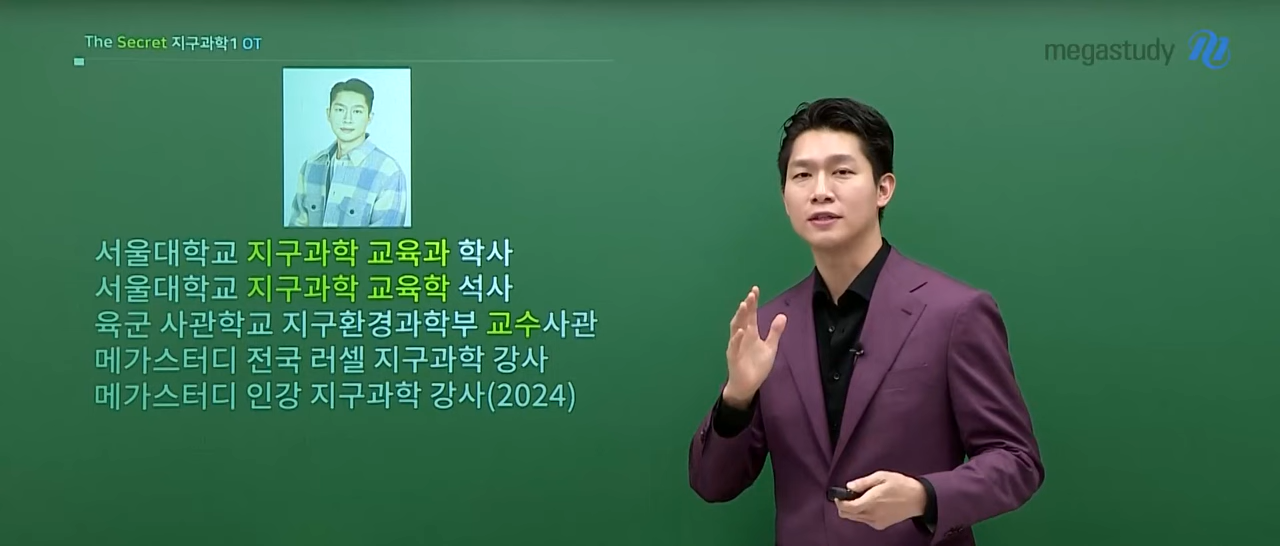 The Secret 지구과학1 OT
megastudy
서울대학교 지구과학 교육과 학사
서울대학교 지구과학 교육학 석사
육군 사관학교 지구환경과학부 교수사관
메가스터디 전국 러셀 지구과학 강사
메가스터디 인강 지구과학 강사(2024)